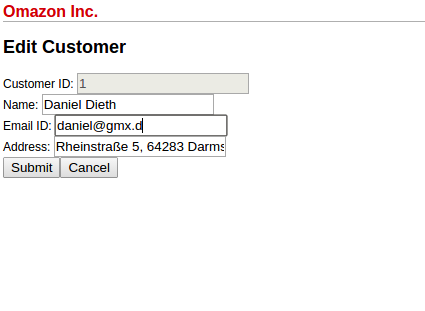 Omazon Inc.
Edit Customer
Customer ID: 1
Name: Daniel Dieth
Email ID: daniel@gmx.d
Address: Rheinstraße 5, 64283 Darms
Submit Cancel